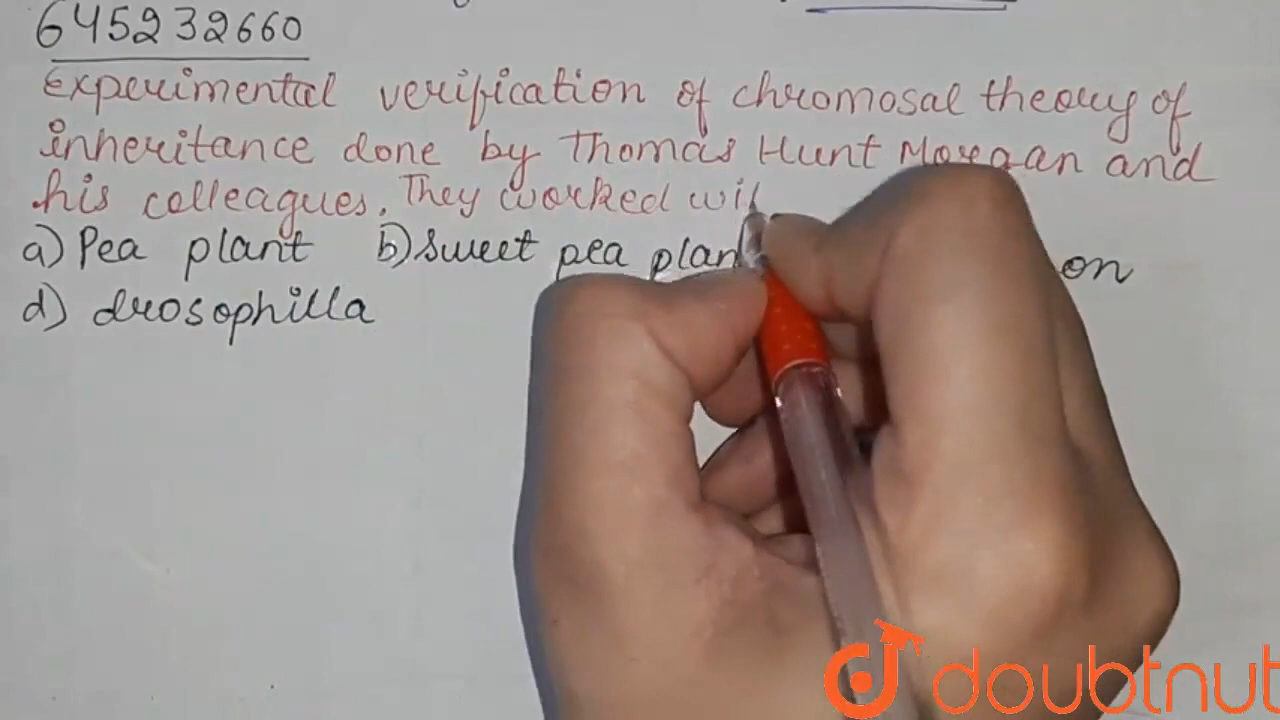 645232660
Experimental verification of chromosal theory of
inheritance done by Thomas Hunt Morgan and
his colleagues. They worked wit
a) Pea plant b) sweet pea plan on
d) drosophilla
doubtnut